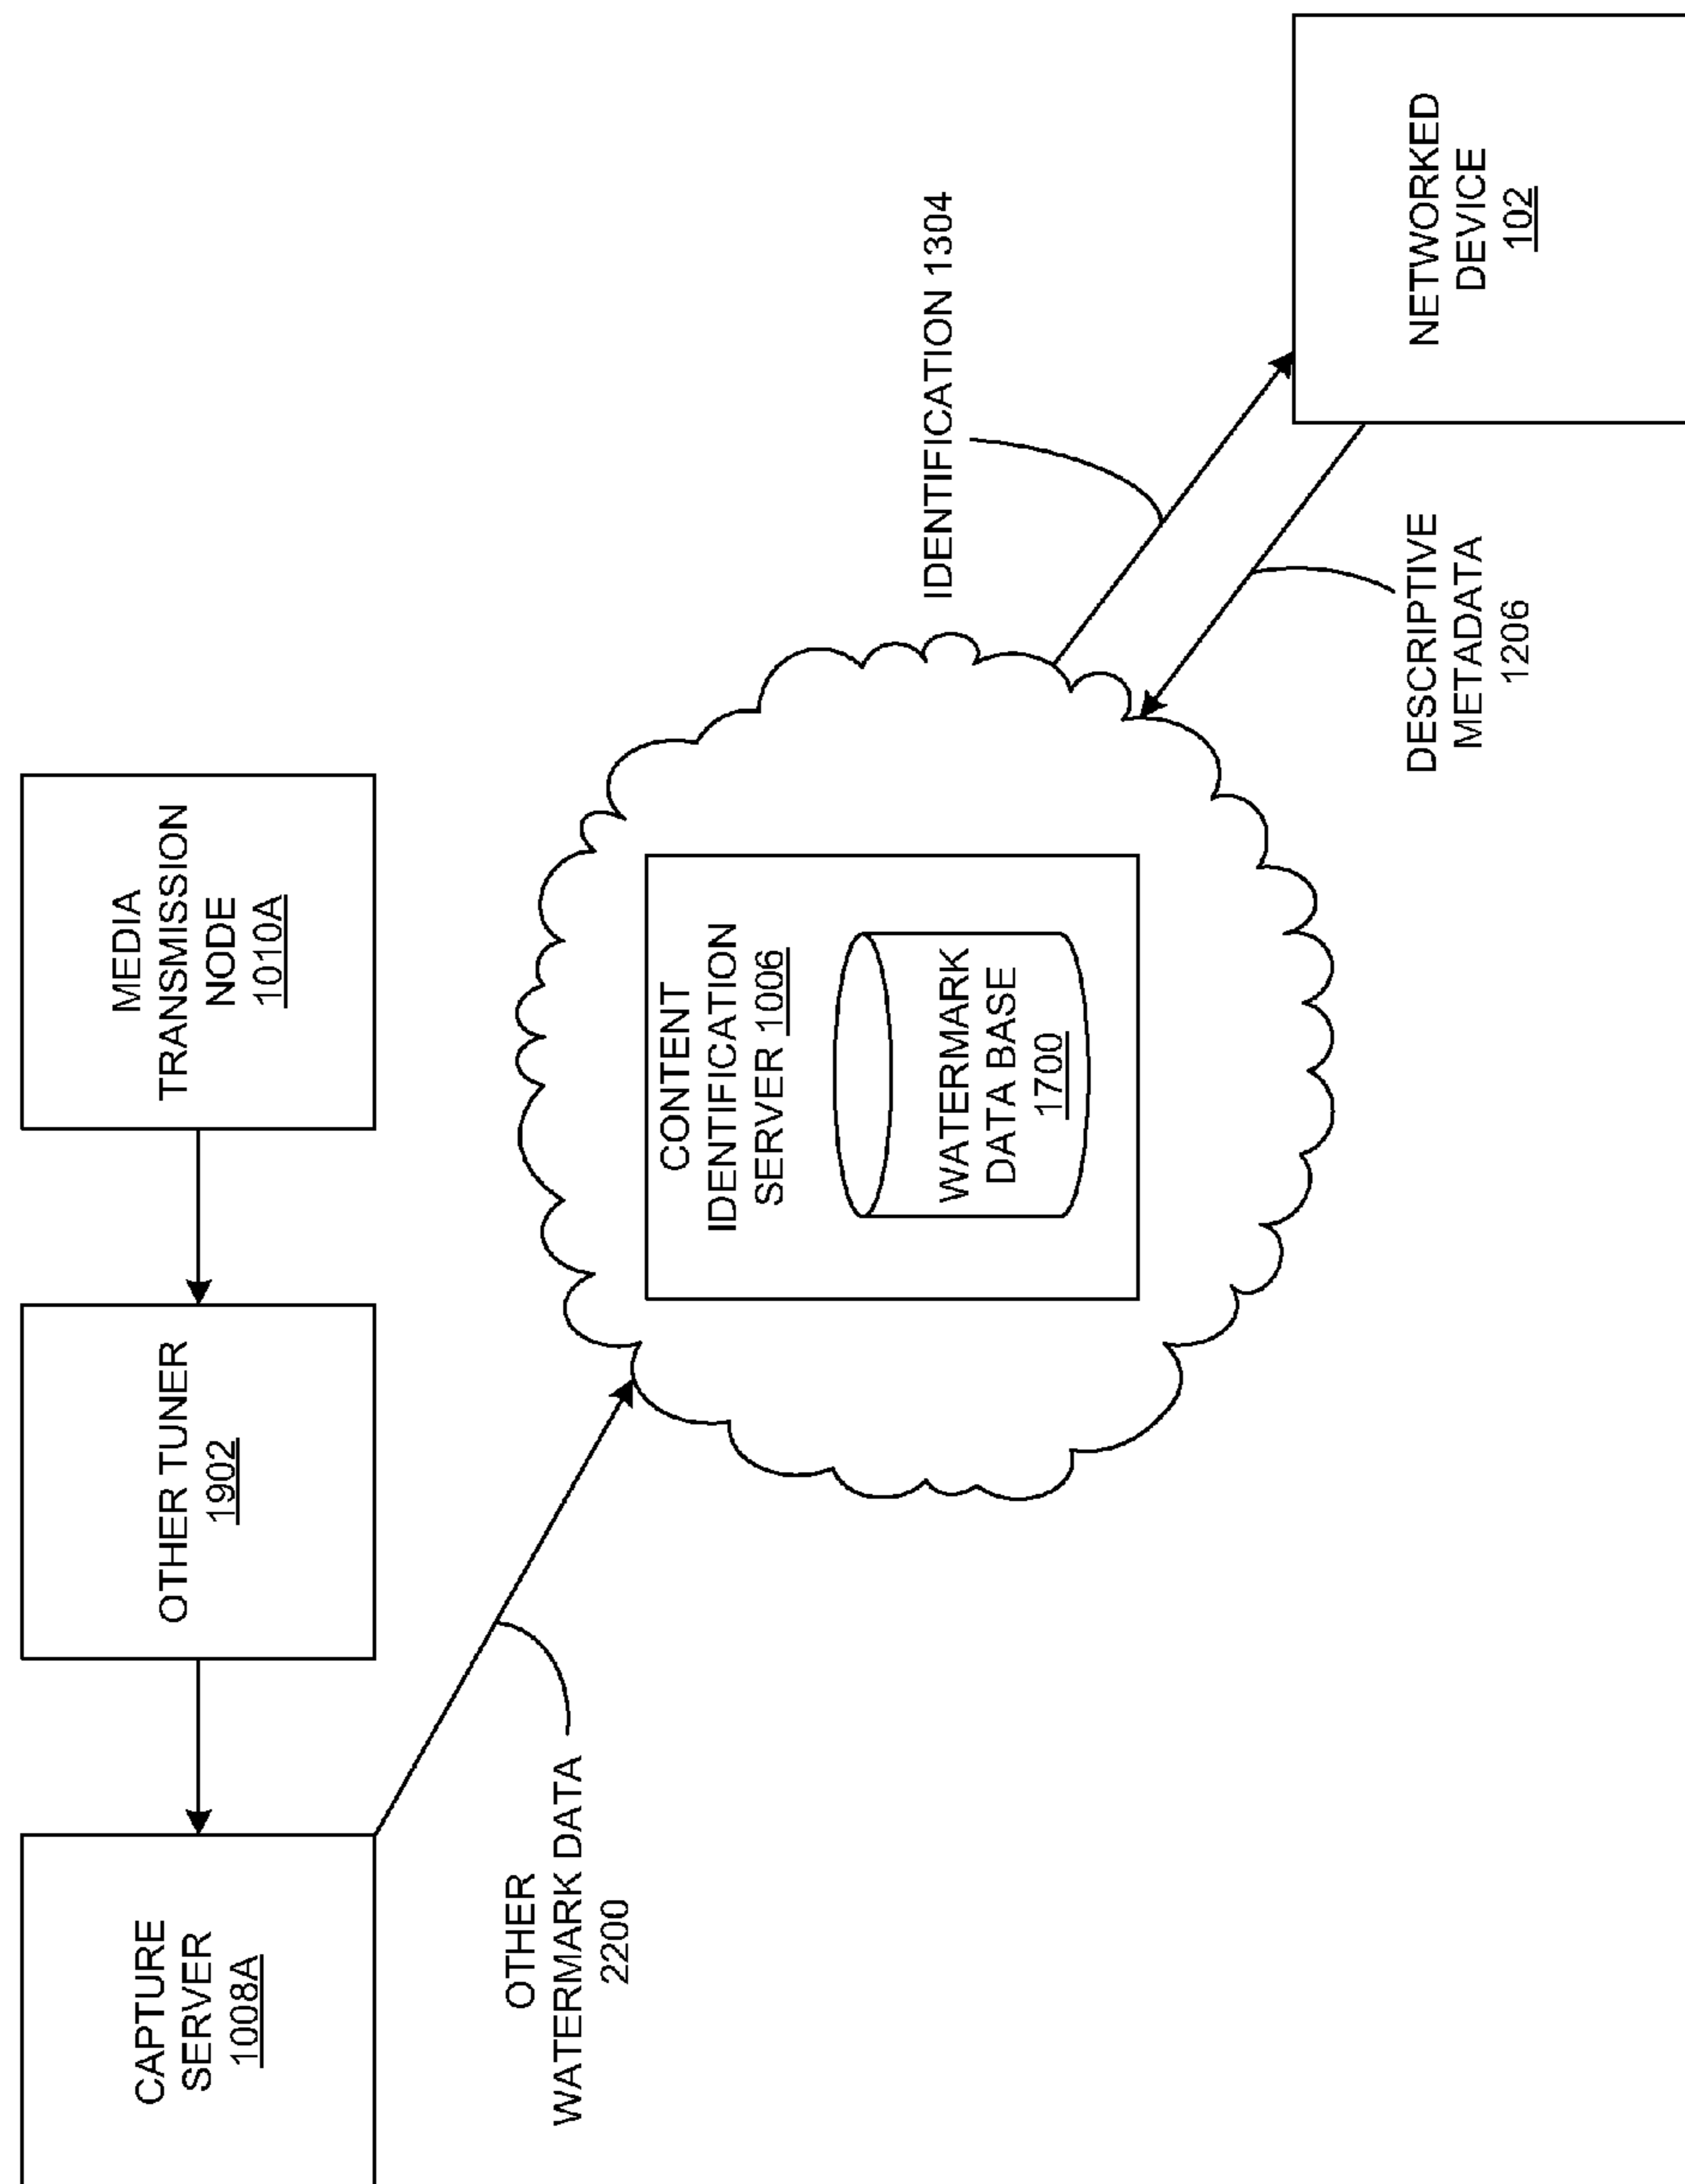 CAPTURE
SERVER
1008A
OTHER TUNER
1902
MEDIA
TRANSMISSION
NODE
1010A
OTHER
WATERMARK DATA
2200
CONTENT
IDENTIFICATION
SERVER 1006
WATERMARK
DATA BASE
1700
IDENTIFICATION 1304
DESCRIPTIVE
METADATA
1206
NETWORKED
DEVICE
102